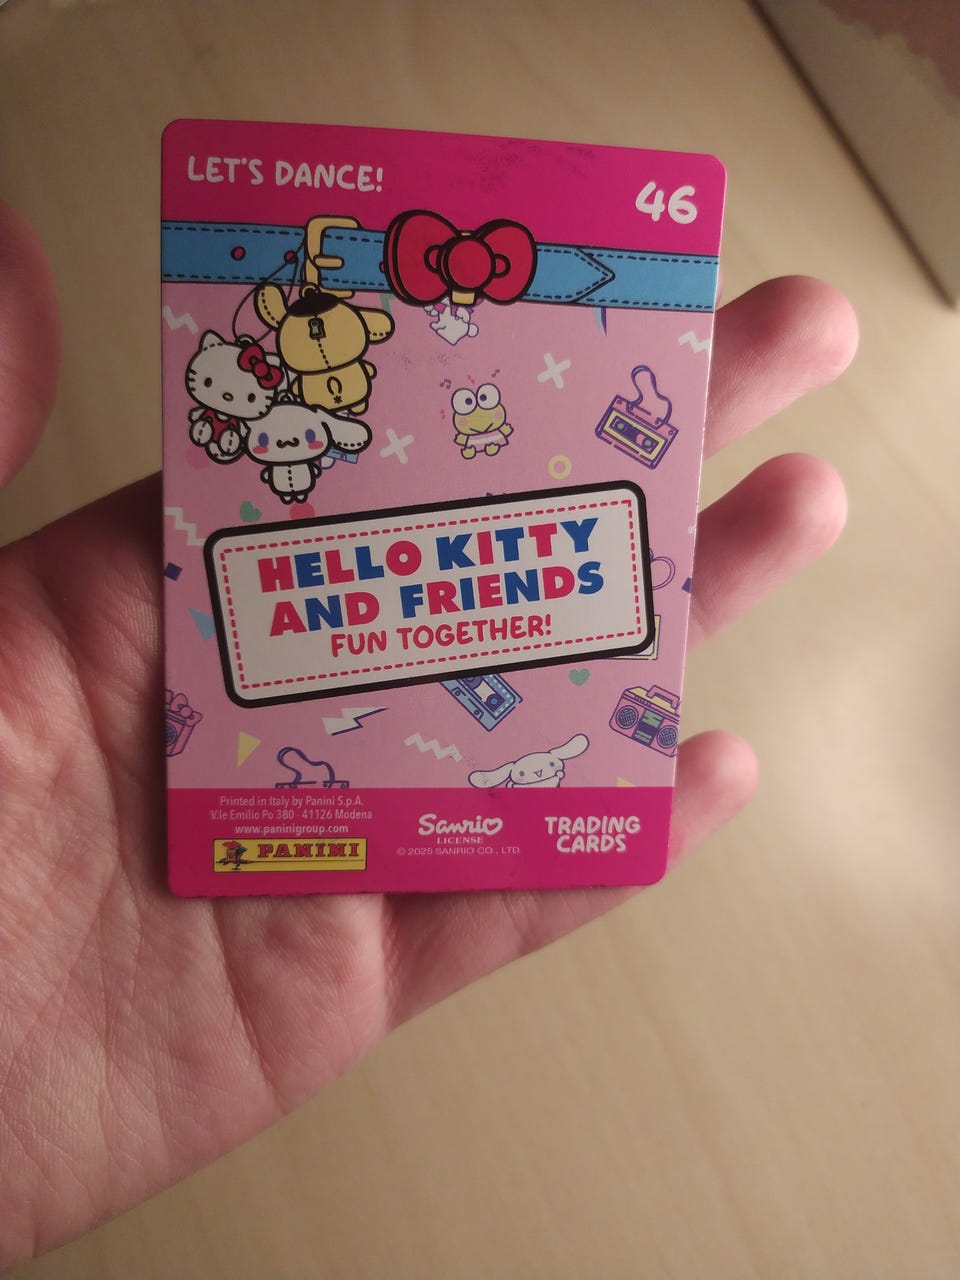 LET'S DANCE!
46
HELLO KITTY
AND FRIENDS
FUN TOGETHER!
Printed in Italy by Panini S.p.A.
V.le Emilio Po 380 - 41126 Modena
www.paninigroup.com
PANINI
Sanrio
LICENSE
© 2025 SANRIO CO., LTD.
TRADING
CARDS